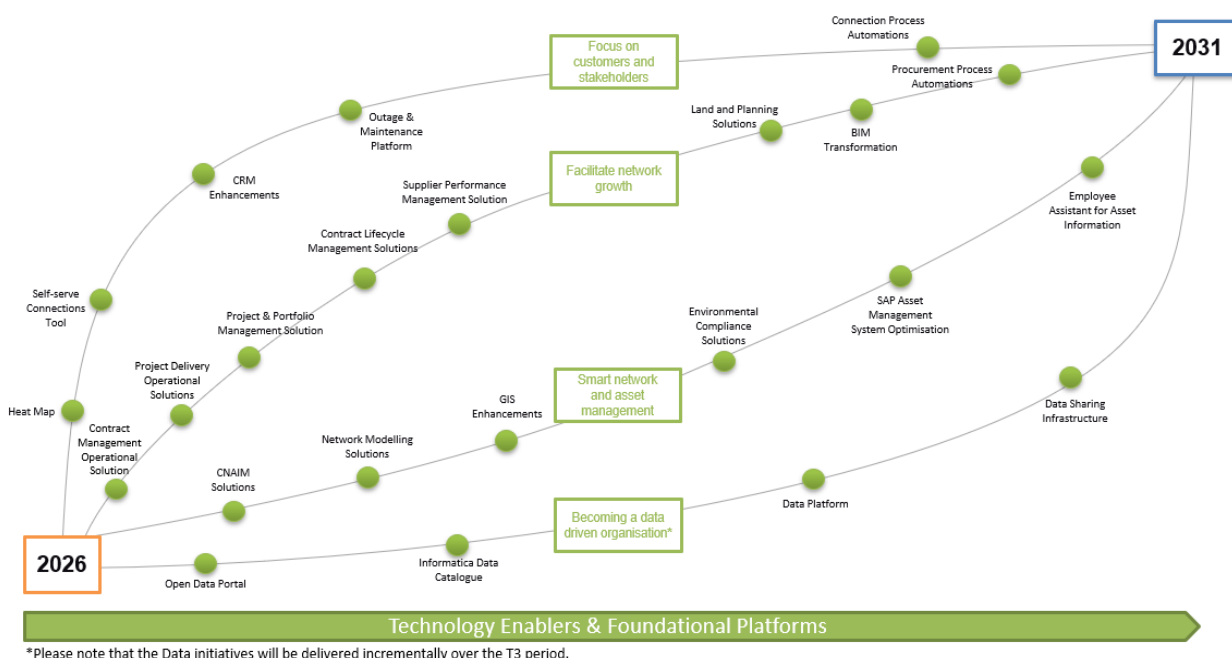 Connection Process
Automations
2031
Focus on
customers and
stakeholders
Procurement Process
Automations
Outage &
Maintenance
Platform
Land and Planning
Solutions
BIM
Transformation
CRM
Enhancements
Supplier Performance
Management Solution
Facilitate network
growth
Employee
Assistant for Asset
Information
Contract Lifecycle
Management Solutions
Self-serve
Connections
Tool
Project & Portfolio
Management Solution
Environmental
Compliance
Solutions
SAP Asset
Management
System Optimisation
Project Delivery
Operational
Solutions
Smart network
and asset
management
Heat Map
GIS
Enhancements
Data Sharing
Infrastructure
Contract
Management
Operational
Solution
Network Modelling
Solutions
CNAIM
Solutions
Data Platform
Becoming a data
driven organisation*
2026
Informatica Data
Catalogue
Open Data Portal
Technology Enablers & Foundational Platforms
*Please note that the Data initiatives will be delivered incrementally over the T3 period.